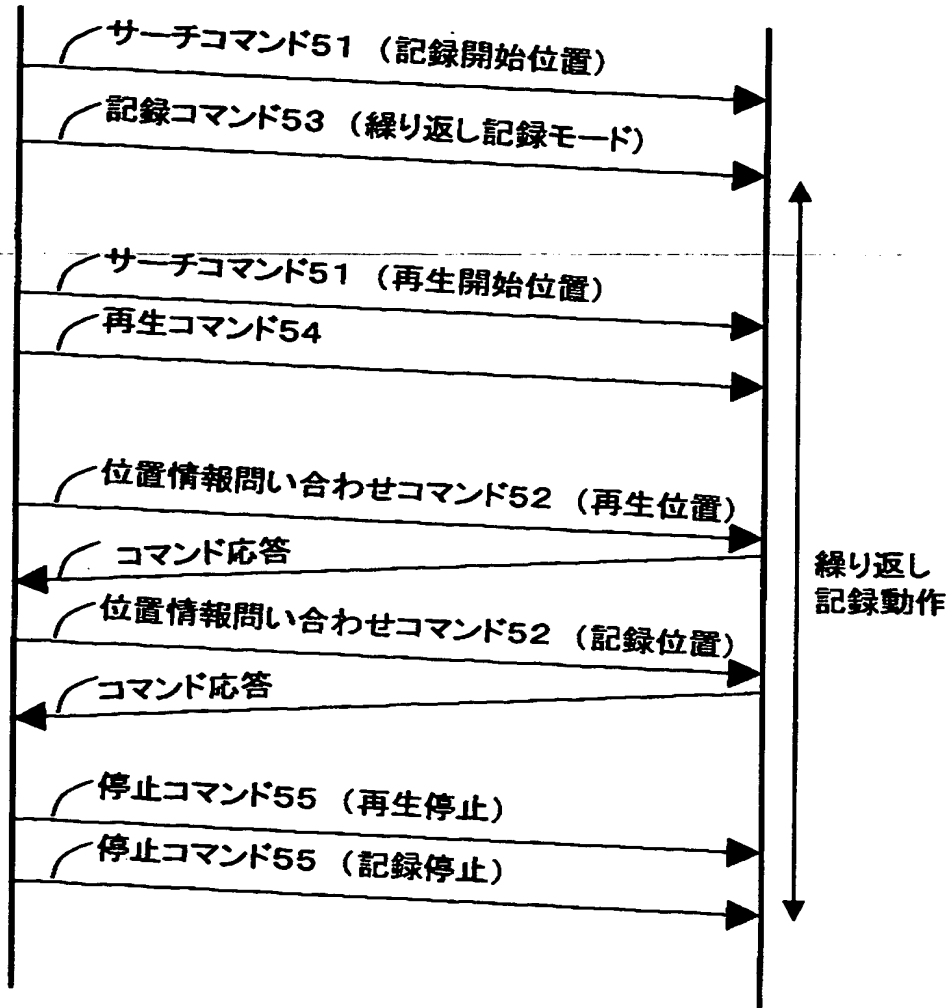 サーチコマンド51 （記録開始位置）
記録コマンド53 （繰り返し記録モード）
サーチコマンド51 （再生開始位置）
再生コマンド54
位置情報問い合わせコマンド52 （再生位置）
コマンド応答
繰り返し
記録動作
位置情報問い合わせコマンド52 （記録位置）
コマンド応答
停止コマンド55 （再生停止）
停止コマンド55 （記録停止）